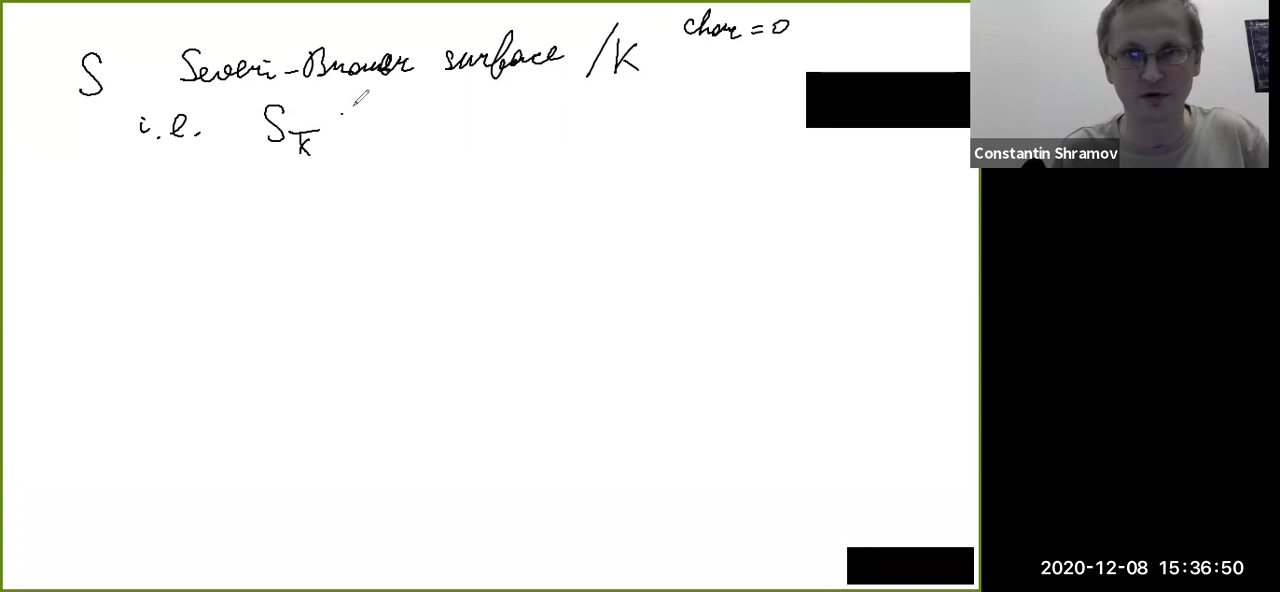 S Severi-Brauer surface /K char = 0
i.e. S_K̅
Constantin Shramov
2020-12-08 15:36:50